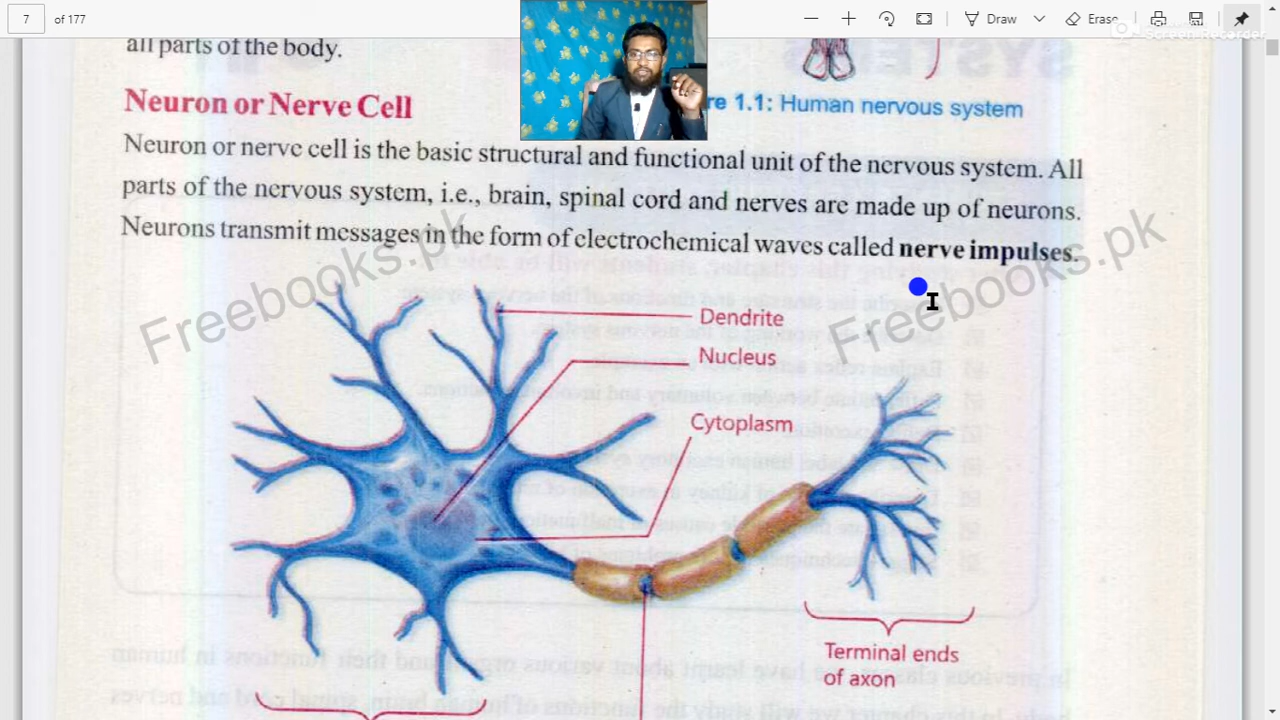 7 of 177
Draw
Erase
Screen Recorder
all parts of the body.
re 1.1: Human nervous system
Neuron or Nerve Cell
Neuron or nerve cell is the basic structural and functional unit of the nervous system. All
parts of the nervous system, i.e., brain, spinal cord and nerves are made up of neurons.
Neurons transmit messages in the form of electrochemical waves called nerve impulses.
Freebooks.pk
Freebooks.pk
Dendrite
Nucleus
Cytoplasm
Terminal ends
of axon